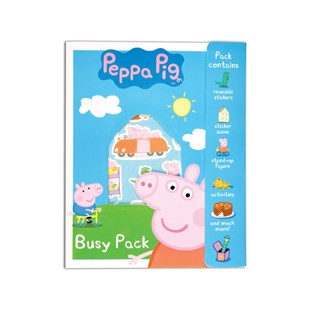 Peppa Pig
Pack
contains
reusable
stickers
sticker
scene
stand-up
figure
activities
and much
more!
Busy Pack